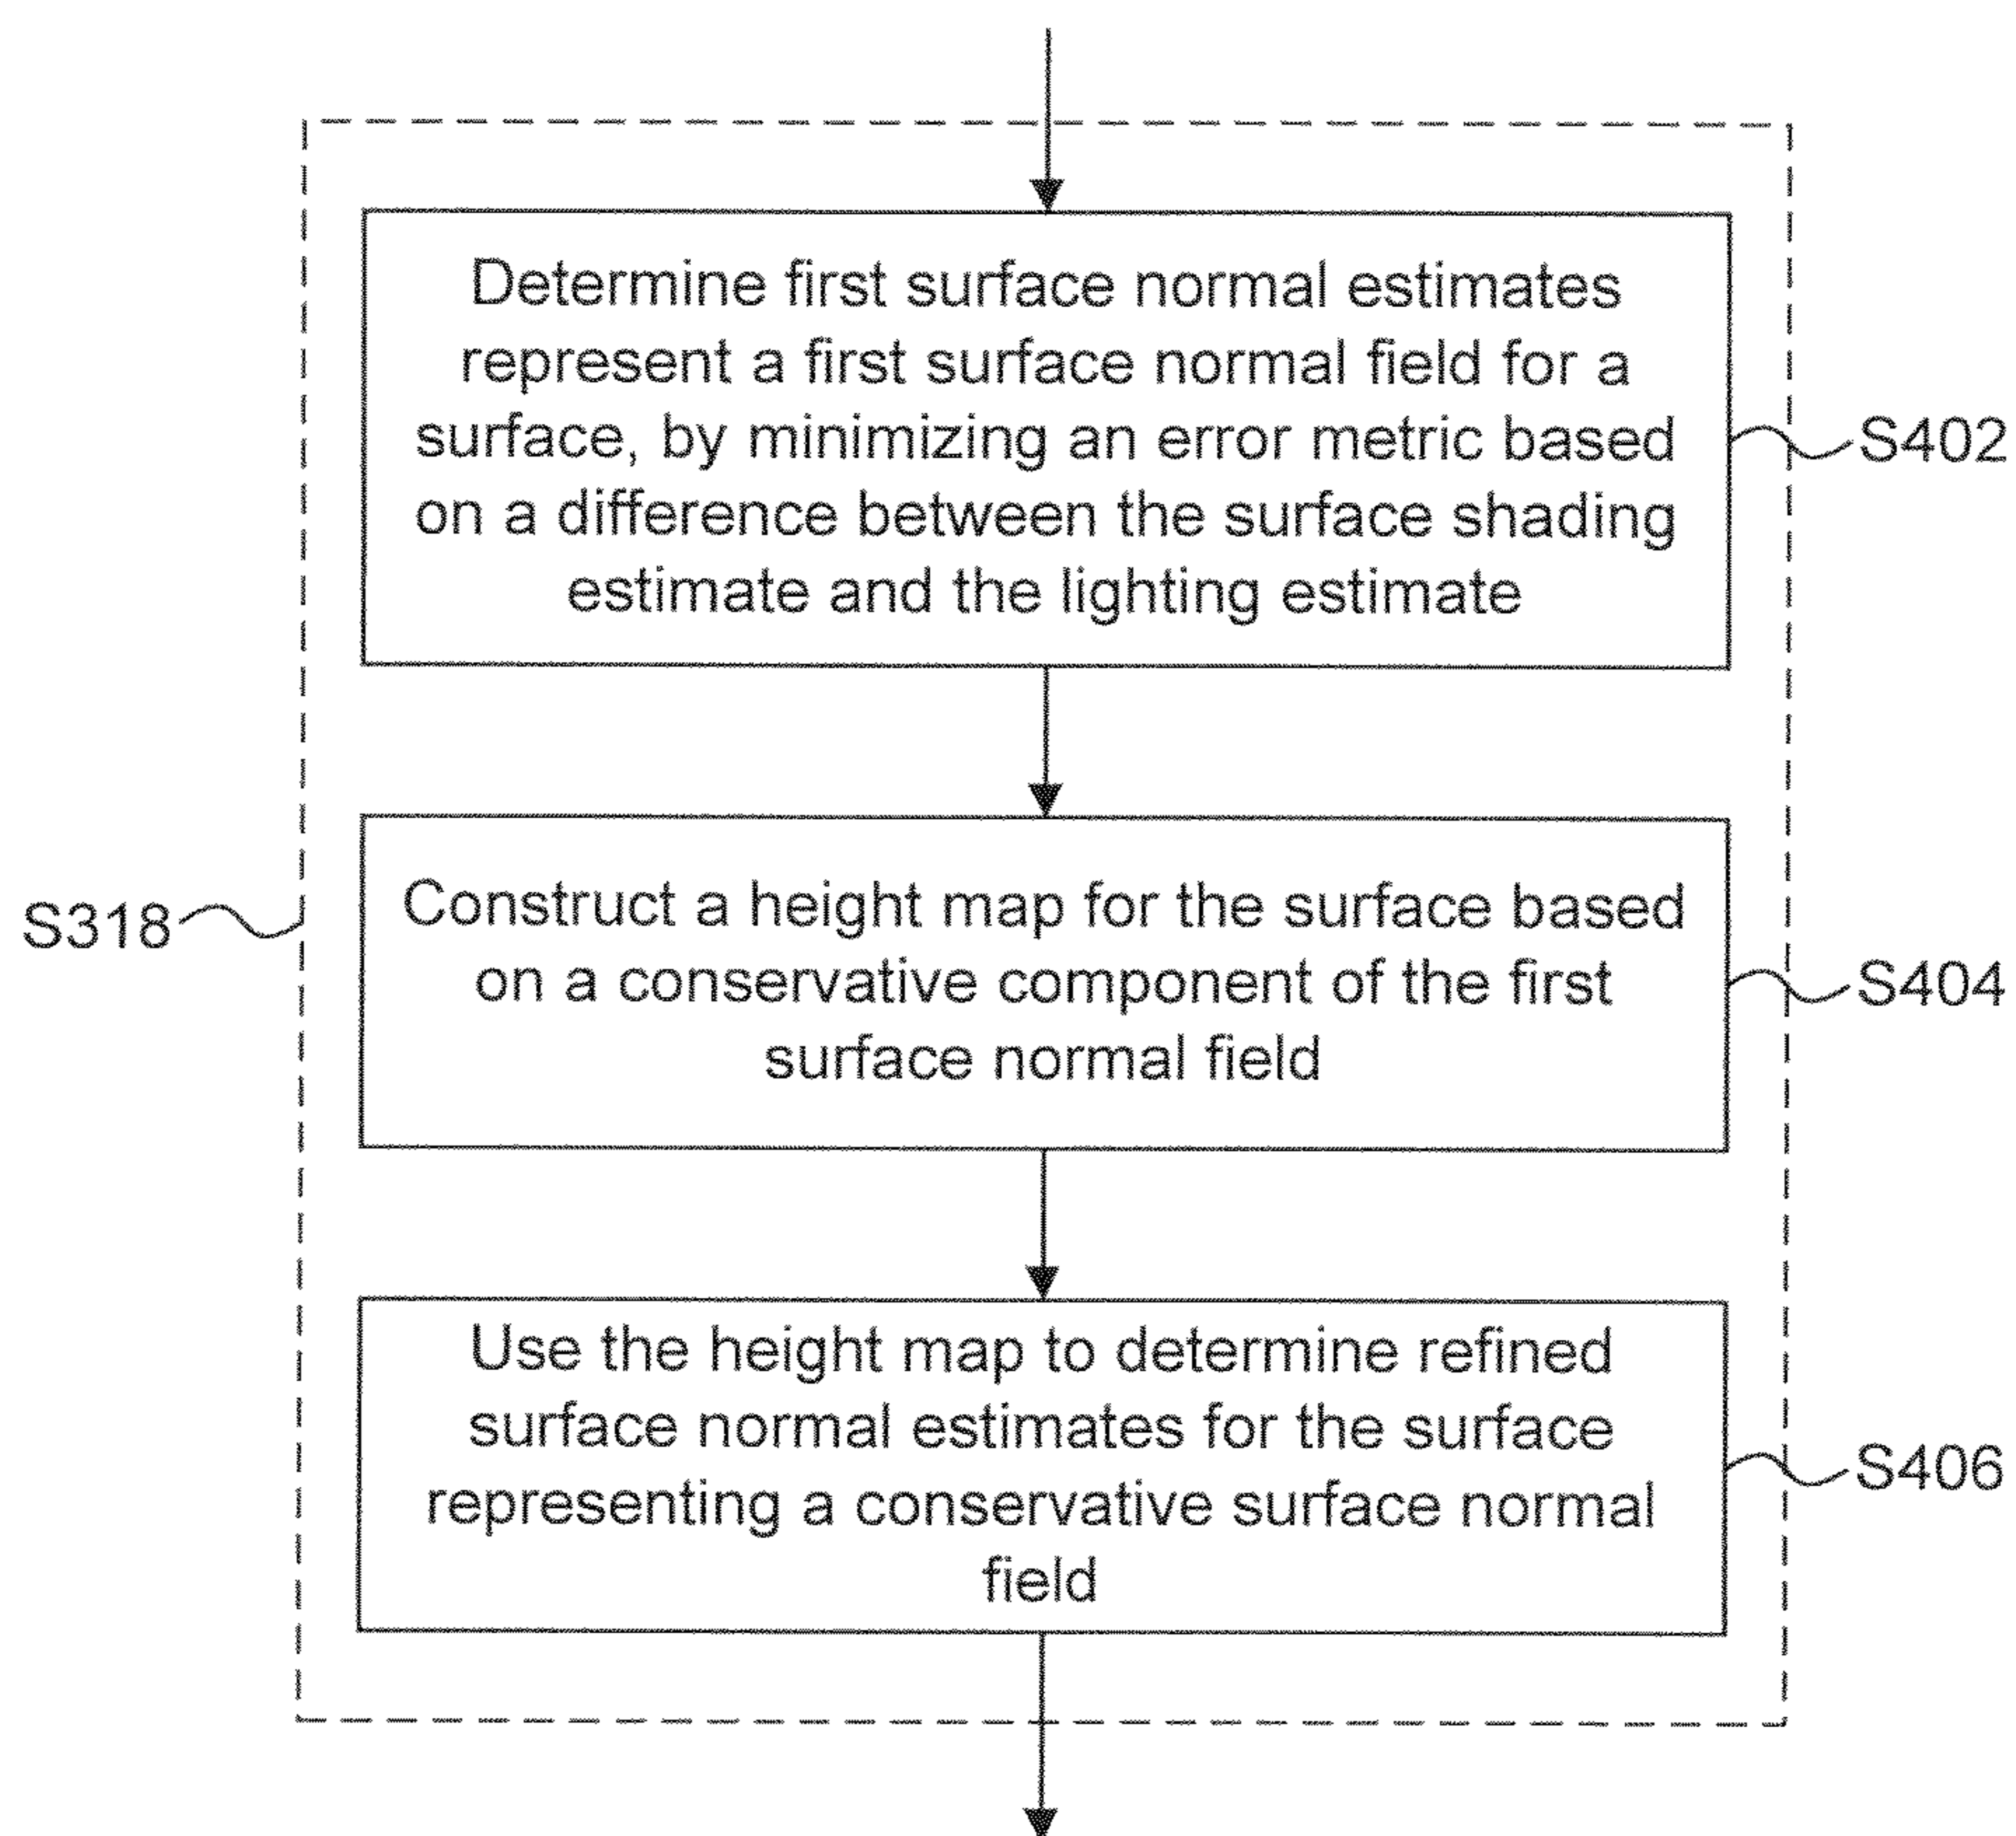 Determine first surface normal estimates
represent a first surface normal field for a
surface, by minimizing an error metric based
on a difference between the surface shading
estimate and the lighting estimate
S402
Construct a height map for the surface based
on a conservative component of the first
surface normal field
S318
S404
Use the height map to determine refined
surface normal estimates for the surface
representing a conservative surface normal
field
S406